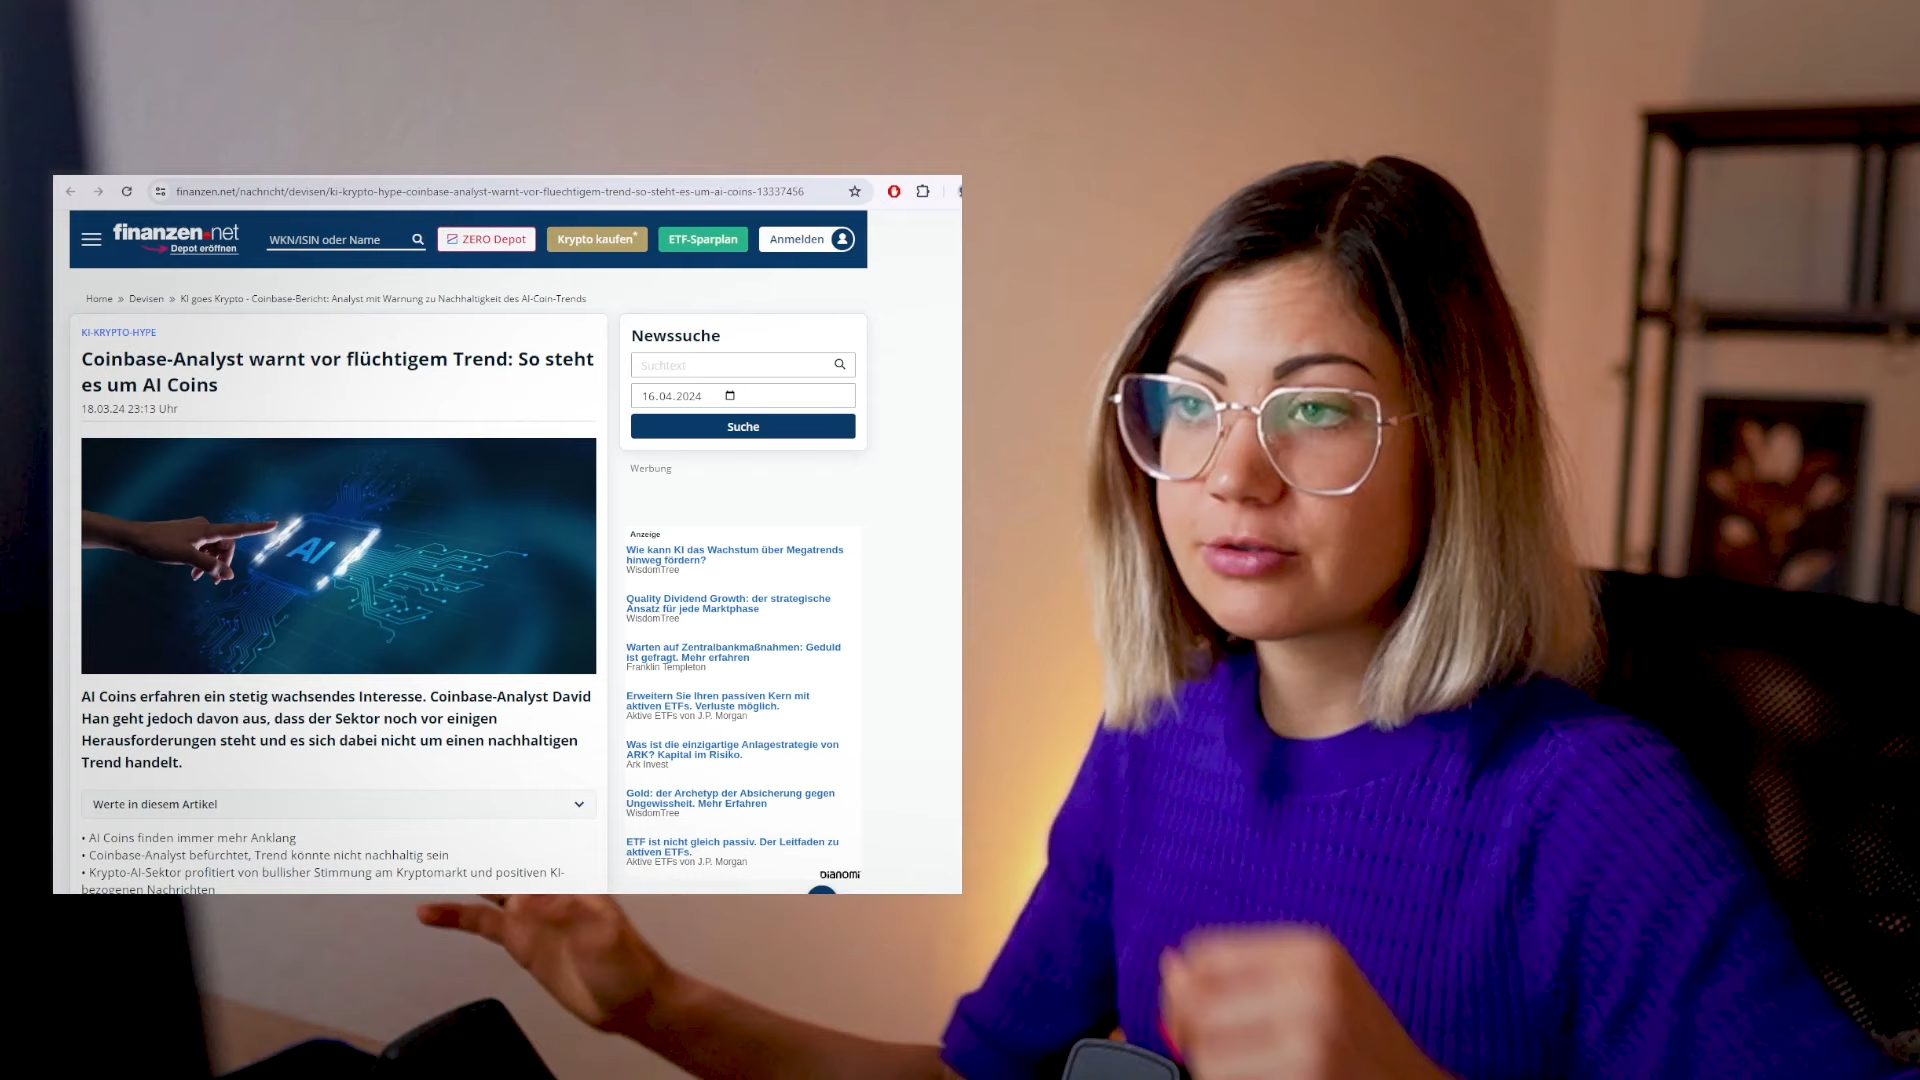 finanzen.net/nachricht/devisen/ki-krypto-hype-coinbase-analyst-warnt-vor-fluechtigem-trend-so-steht-es-um-ai-coins-13337456
finanzen.net
Depot eröffnen
WKN/ISIN oder Name
ZERO Depot
Krypto kaufen*
ETF-Sparplan
Anmelden
Home » Devisen » KI goes Krypto - Coinbase-Bericht: Analyst mit Warnung zu Nachhaltigkeit des AI-Coin-Trends
KI-KRYPTO-HYPE
Coinbase-Analyst warnt vor flüchtigem Trend: So steht
es um AI Coins
18.03.24 23:13 Uhr
AI
AI Coins erfahren ein stetig wachsendes Interesse. Coinbase-Analyst David
Han geht jedoch davon aus, dass der Sektor noch vor einigen
Herausforderungen steht und es sich dabei nicht um einen nachhaltigen
Trend handelt.
Werte in diesem Artikel
• AI Coins finden immer mehr Anklang
• Coinbase-Analyst befürchtet, Trend könnte nicht nachhaltig sein
• Krypto-AI-Sektor profitiert von bullisher Stimmung am Kryptomarkt und positiven KI-
bezogenen Nachrichten
Newssuche
Suchtext
16.04.2024
Suche
Werbung
Anzeige
Wie kann KI das Wachstum über Megatrends
hinweg fördern?
WisdomTree
Quality Dividend Growth: der strategische
Ansatz für jede Marktphase
WisdomTree
Warten auf Zentralbankmaßnahmen: Geduld
ist gefragt. Mehr erfahren
Franklin Templeton
Erweitern Sie Ihren passiven Kern mit
aktiven ETFs. Verluste möglich.
Aktive ETFs von J.P. Morgan
Was ist die einzigartige Anlagestrategie von
ARK? Kapital im Risiko.
Ark Invest
Gold: der Archetyp der Absicherung gegen
Ungewissheit. Mehr Erfahren
WisdomTree
ETF ist nicht gleich passiv. Der Leitfaden zu
aktiven ETFs.
Aktive ETFs von J.P. Morgan
bianomi